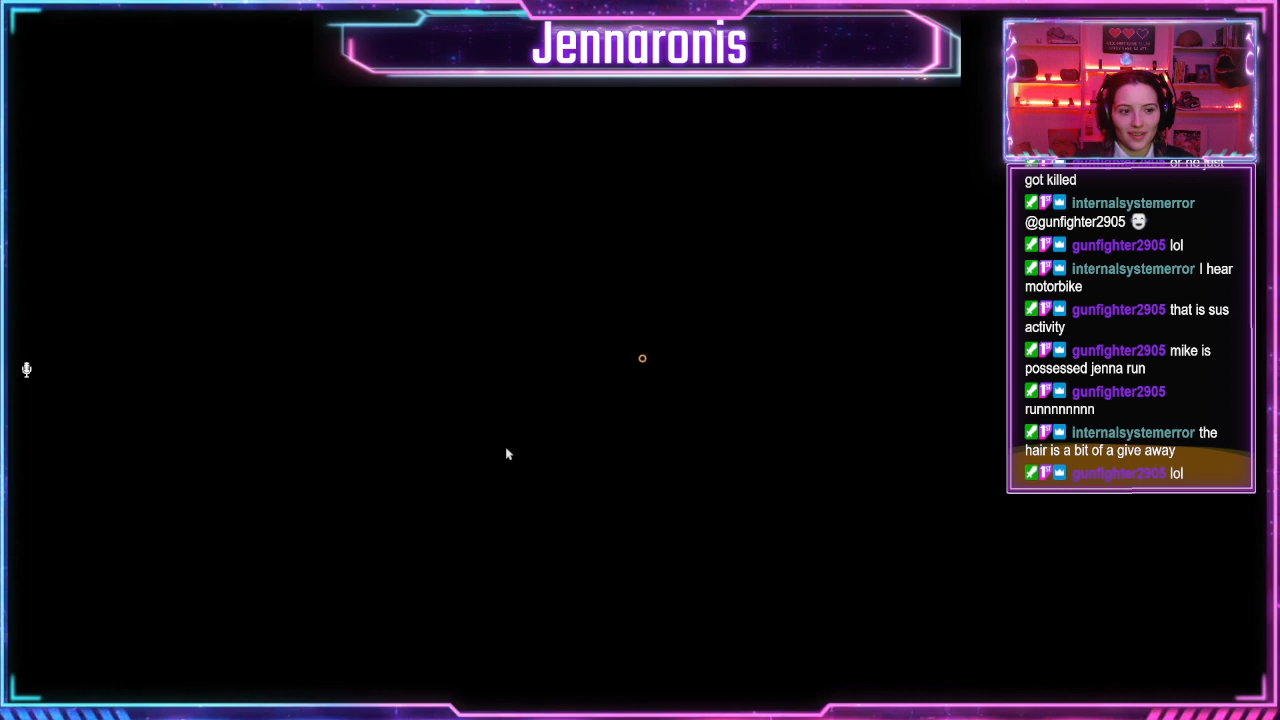 Jennaronis
got killed
internalsystemerror
@gunfighter2905
gunfighter2905 lol
internalsystemerror I hear
motorbike
gunfighter2905 that is sus
activity
gunfighter2905 mike is
possessed jenna run
gunfighter2905
runnnnnnnn
internalsystemerror the
hair is a bit of a give away
gunfighter2905 lol